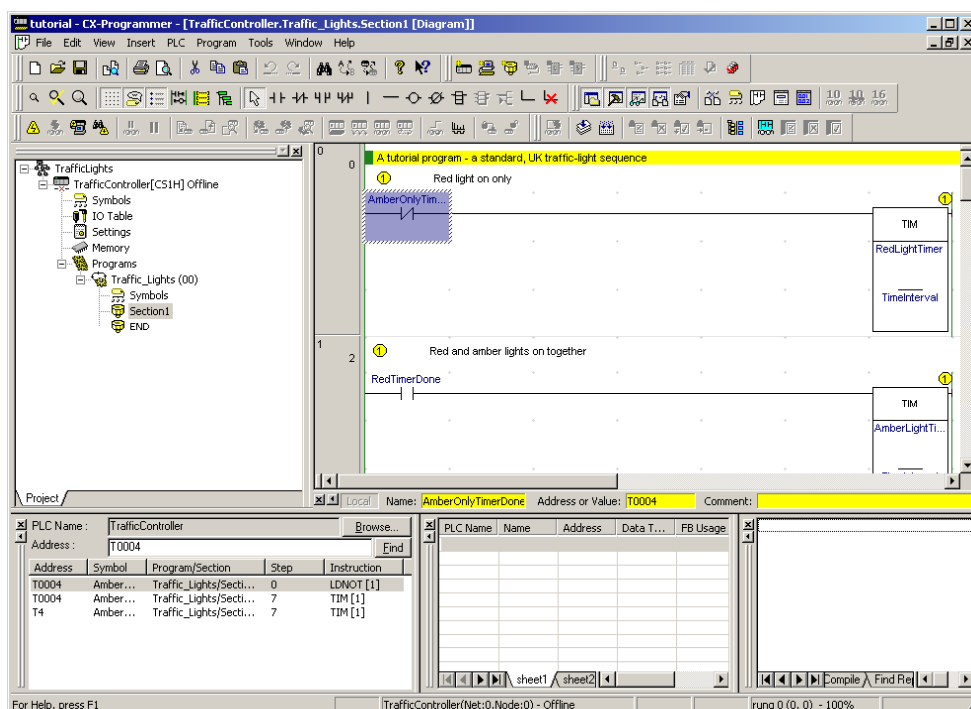 tutorial - CX-Programmer - [TrafficController.Traffic_Lights.Section1 [Diagram]]
File Edit View Insert PLC Program Tools Window Help
10 10 16
TrafficLights
TrafficController[CS1H] Offline
Symbols
IO Table
Settings
Memory
Programs
Traffic_Lights (00)
Symbols
Section1
END
Project
0
0
A tutorial program - a standard, UK traffic-light sequence
1 Red light on only
AmberOnlyTim...
1
TIM
RedLightTimer
TimeInterval
1
2
1 Red and amber lights on together
RedTimerDone
1
TIM
AmberLightTi...
Local Name: AmberOnlyTimerDone Address or Value: T0004 Comment:
PLC Name : TrafficController Browse...
Address : T0004 Find
Address Symbol Program/Section Step Instruction
T0004 Amber... Traffic_Lights/Secti... 0 LDNOT [1]
T0004 Amber... Traffic_Lights/Secti... 7 TIM [1]
T4 Amber... Traffic_Lights/Secti... 7 TIM [1]
PLC Name Name Address Data T... FB Usage
sheet1 sheet2
Compile Find Rep
For Help, press F1
TrafficController(Net:0,Node:0) - Offline
rung 0 (0, 0) - 100%